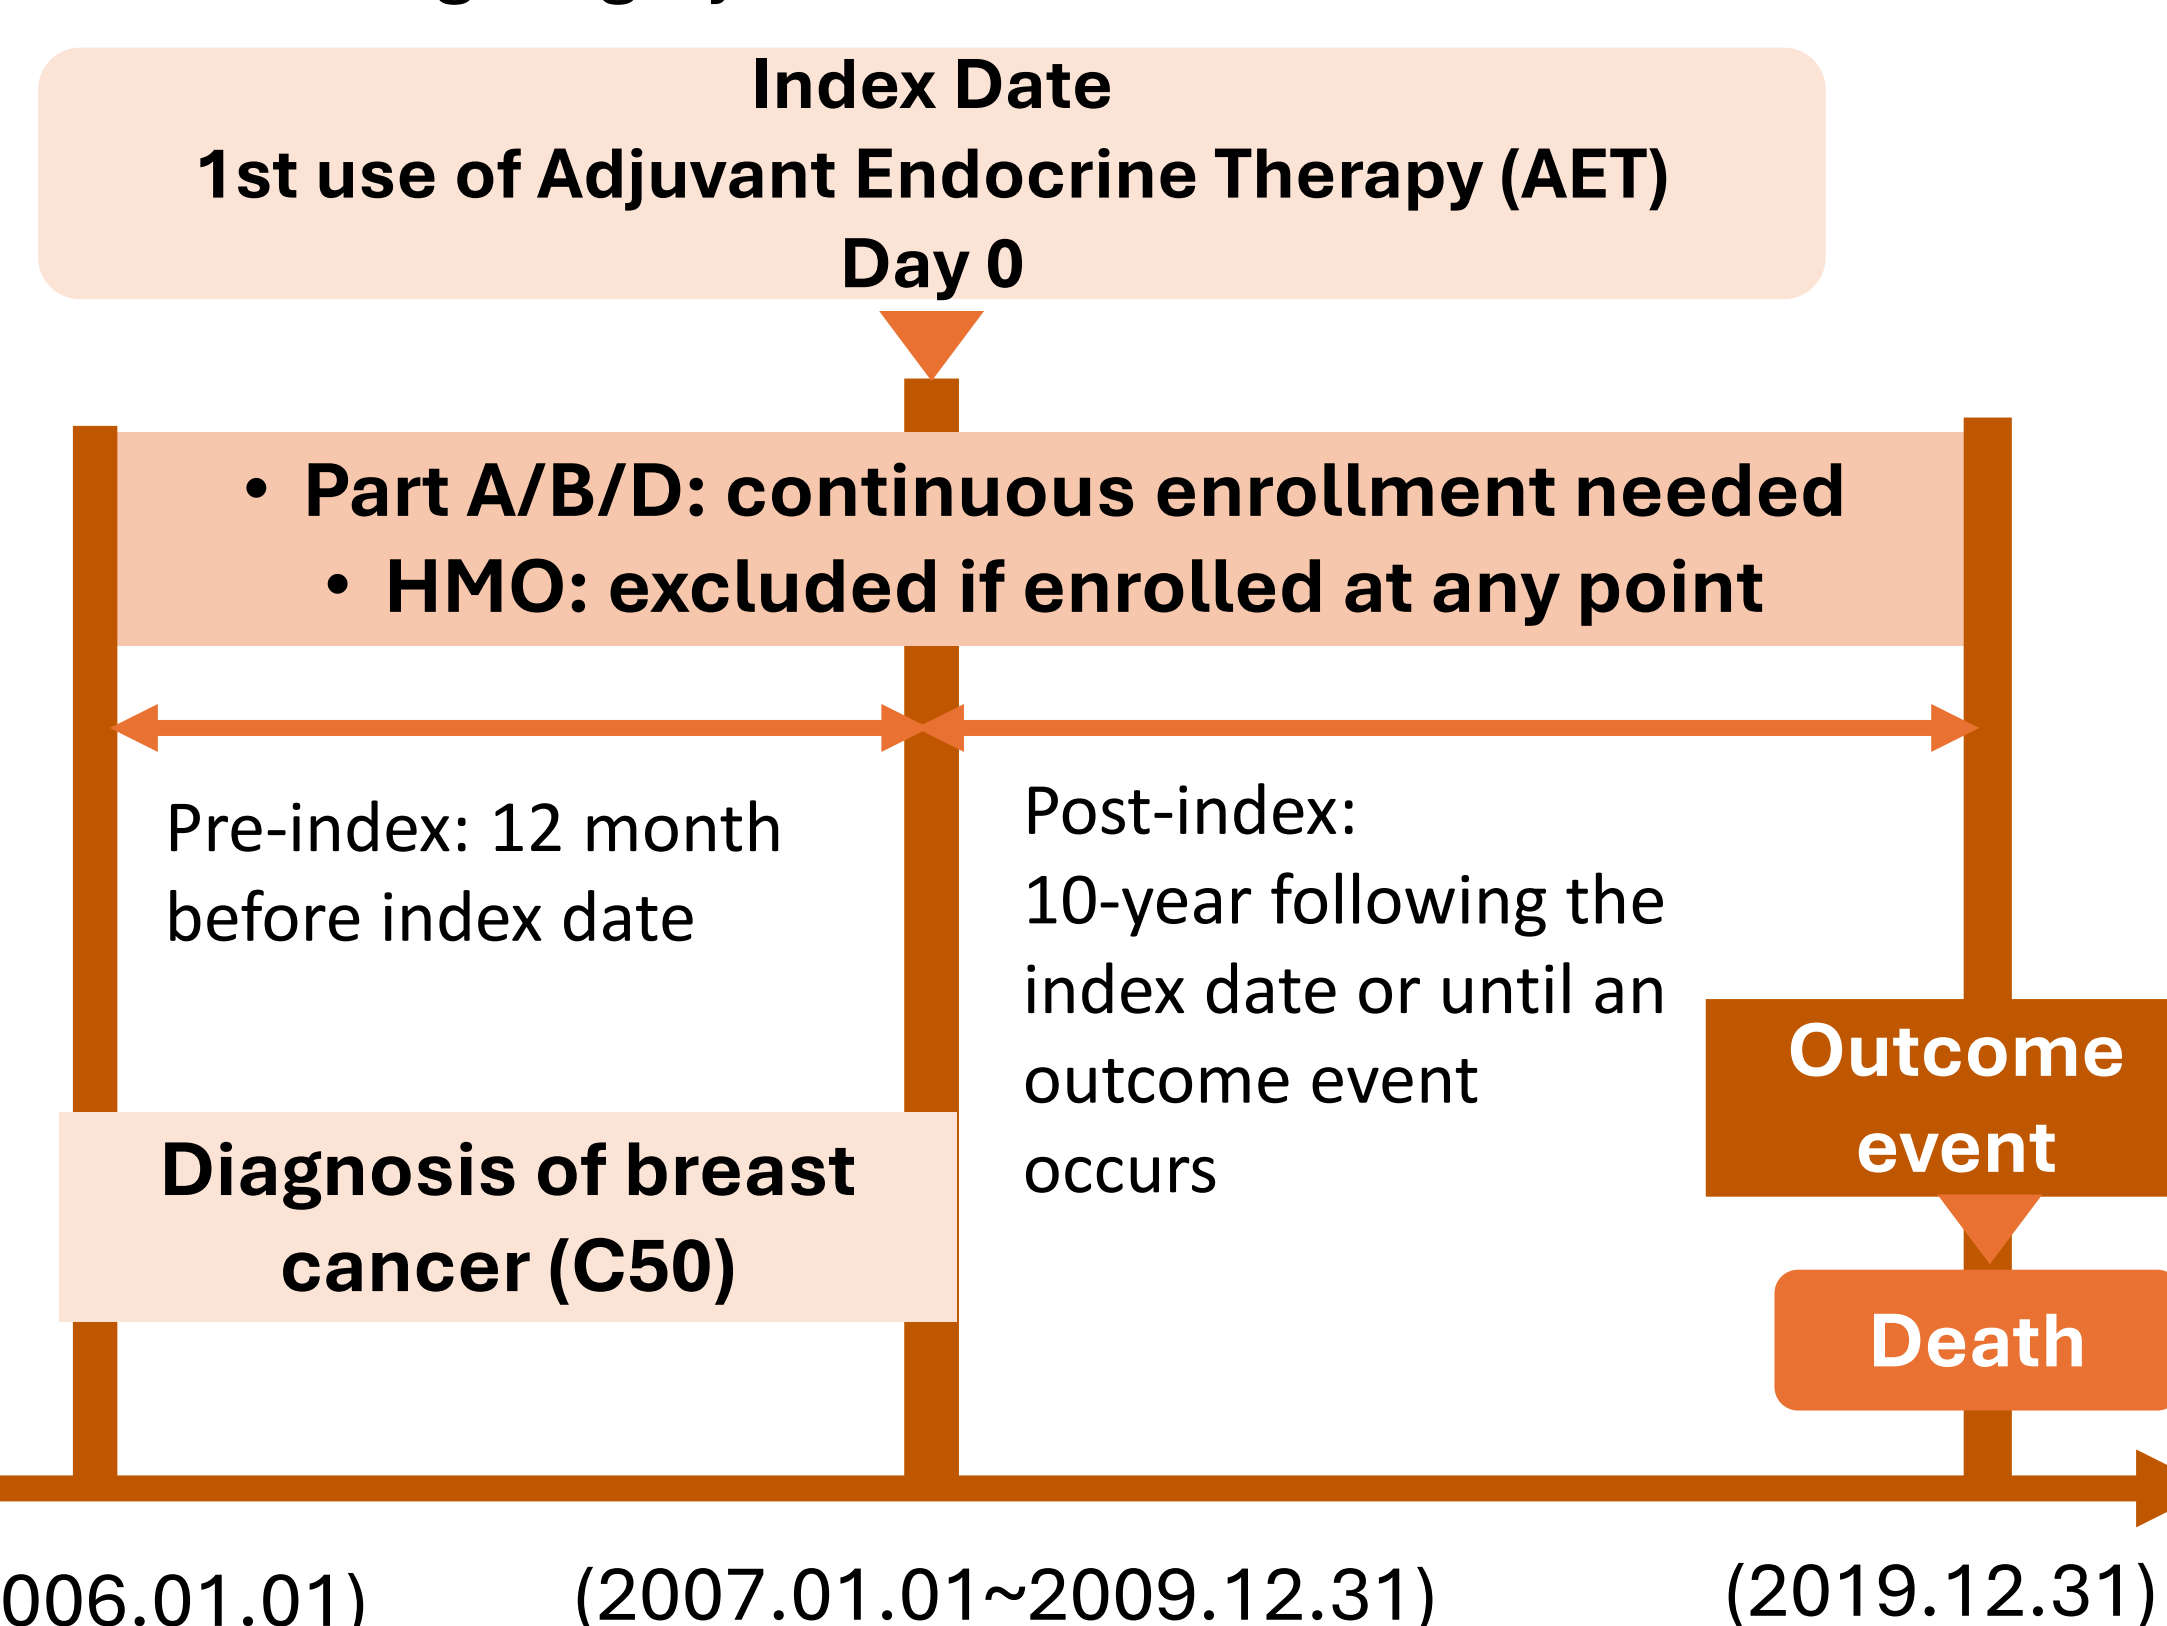 Index Date
1st use of Adjuvant Endocrine Therapy (AET)
Day 0
• Part A/B/D: continuous enrollment needed
• HMO: excluded if enrolled at any point
Pre-index: 12 month
before index date
Post-index:
10-year following the
index date or until an
outcome event
occurs
Outcome
event
Diagnosis of breast
cancer (C50)
Death
006.01.01)
(2007.01.01~2009.12.31)
(2019.12.31)